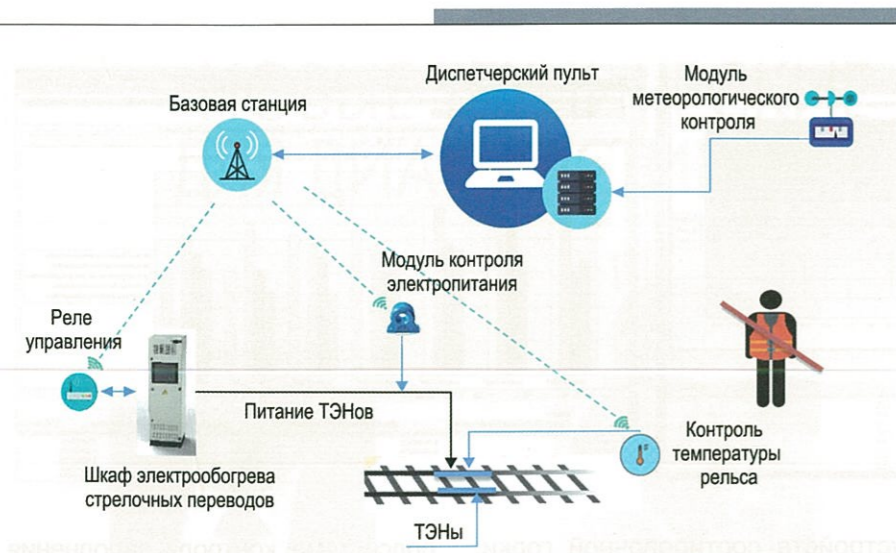 Диспетчерский пульт
Модуль
метеорологического
контроля
Базовая станция
Модуль контроля
электропитания
Реле
управления
Питание ТЭНов
Контроль
температуры
рельса
Шкаф электрообогрева
стрелочных переводов
ТЭНы